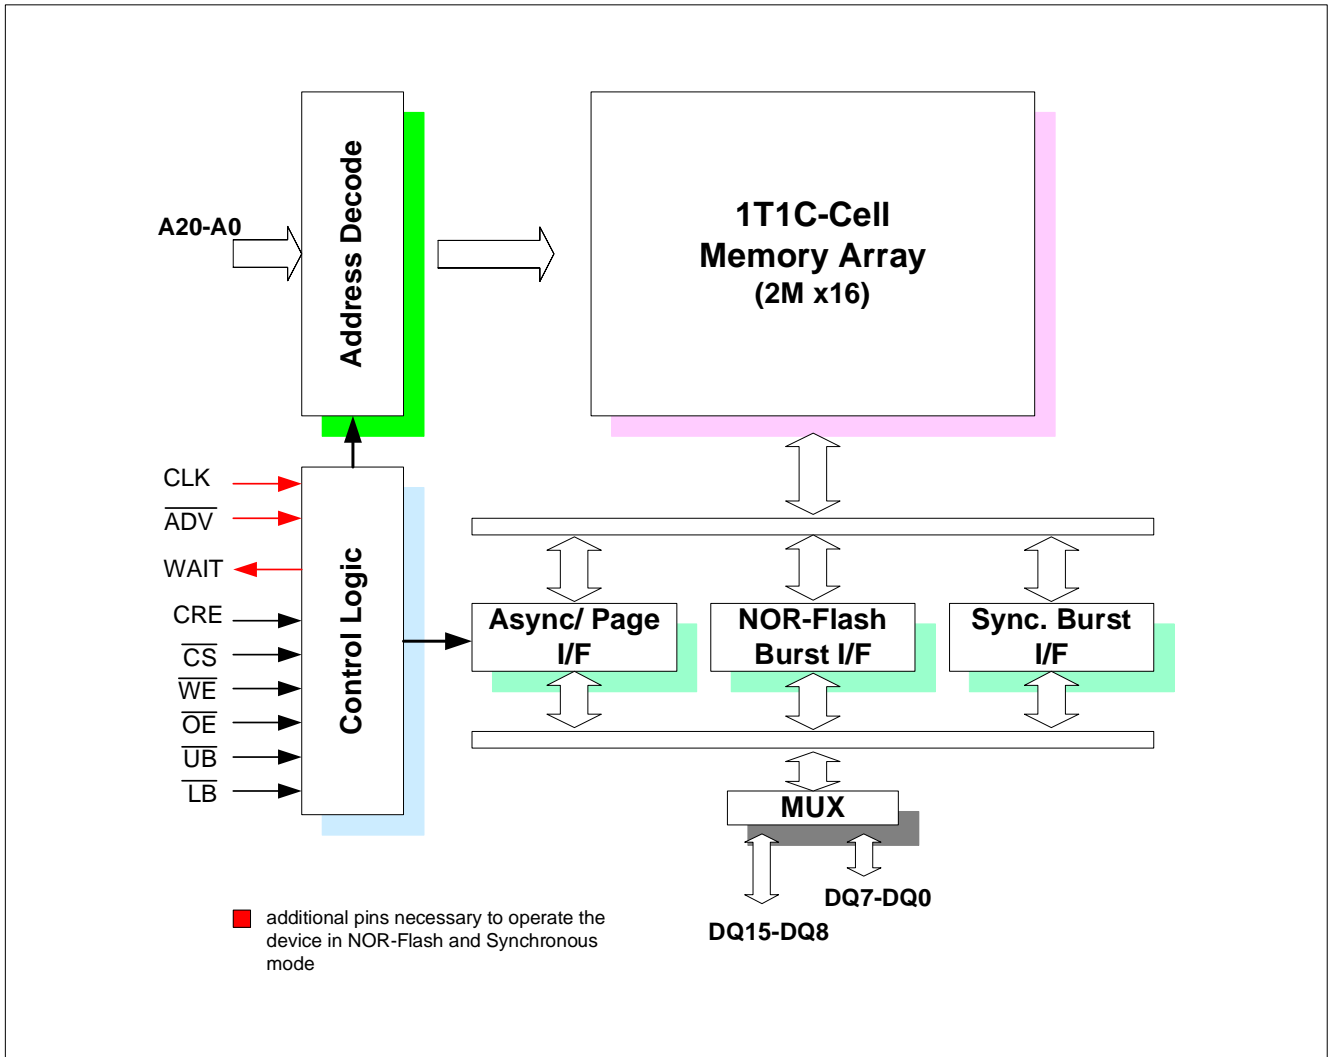 A20-A0
Address Decode
1T1C-Cell
Memory Array
(2M x16)
CLK
ADV
WAIT
CRE
CS
WE
OE
UB
LB
Control Logic
Async/ Page
I/F
NOR-Flash
Burst I/F
Sync. Burst
I/F
MUX
DQ7-DQ0
DQ15-DQ8
additional pins necessary to operate the
device in NOR-Flash and Synchronous
mode